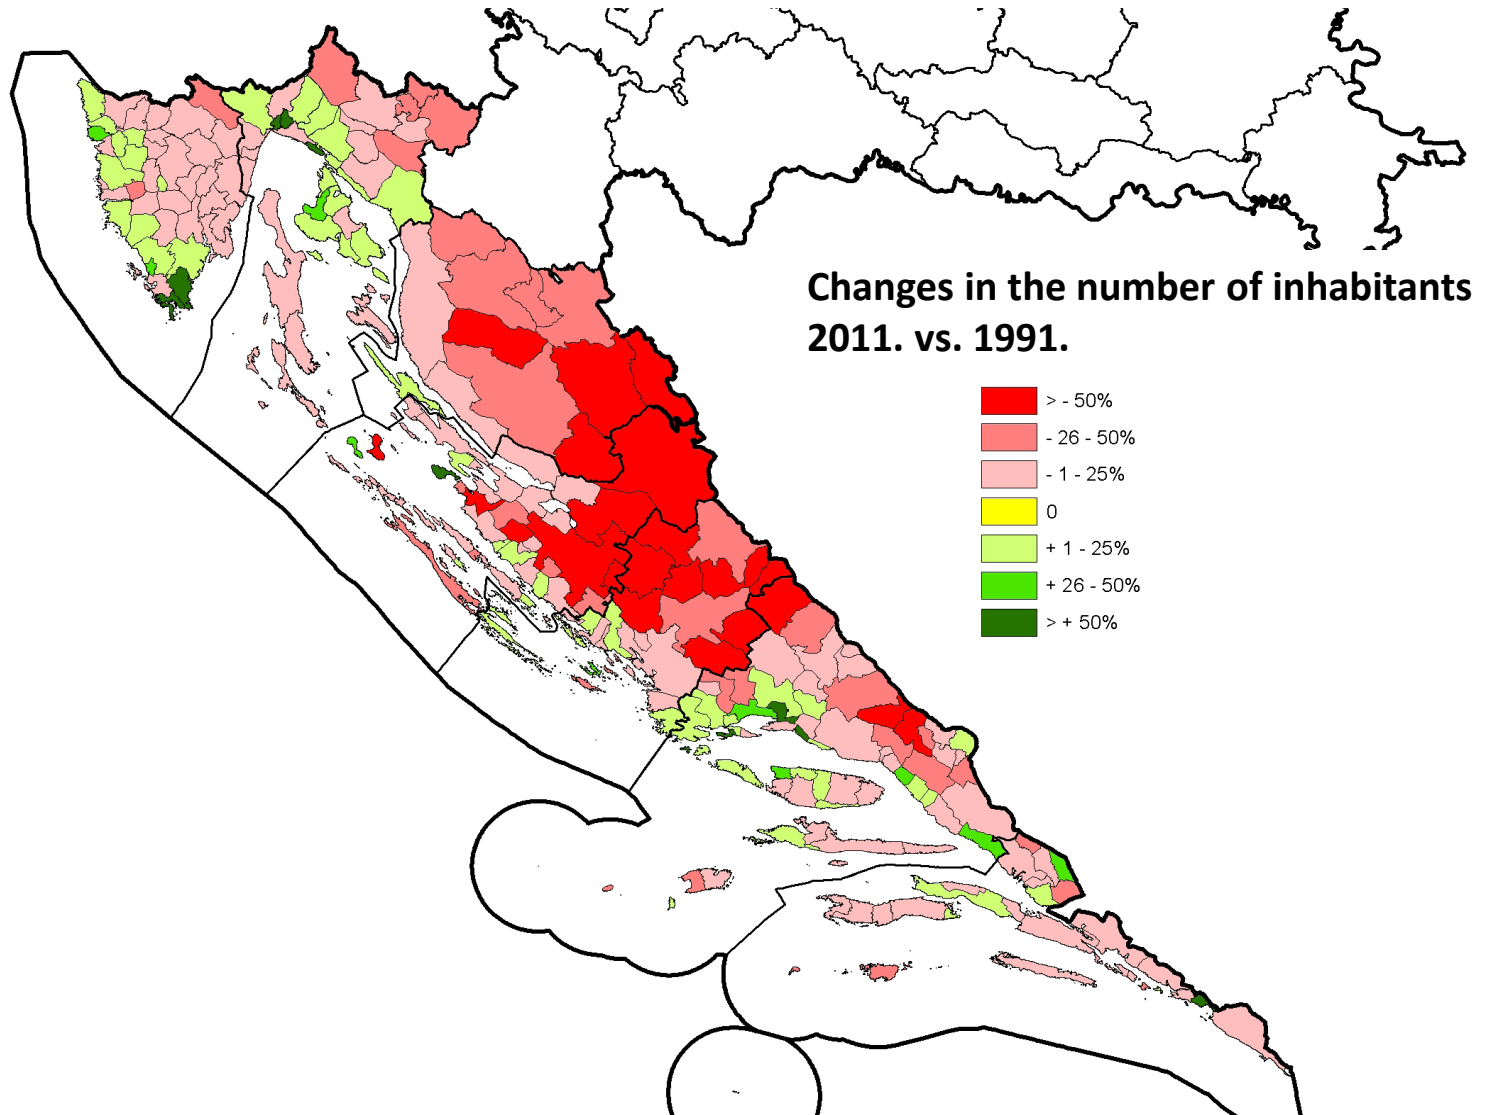 Changes in the number of inhabitants
2011. vs. 1991.
> - 50%
- 26 - 50%
- 1 - 25%
0
+ 1 - 25%
+ 26 - 50%
> + 50%